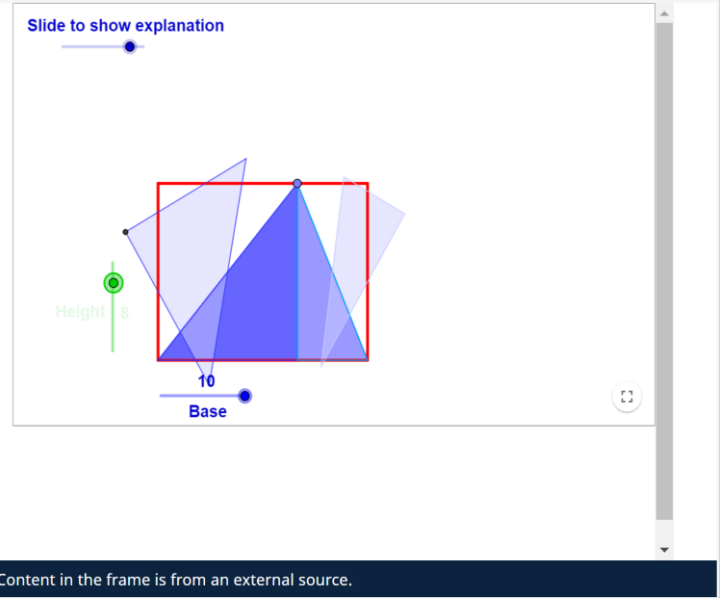 Slide to show explanation
Height 8
10
Base
Content in the frame is from an external source.